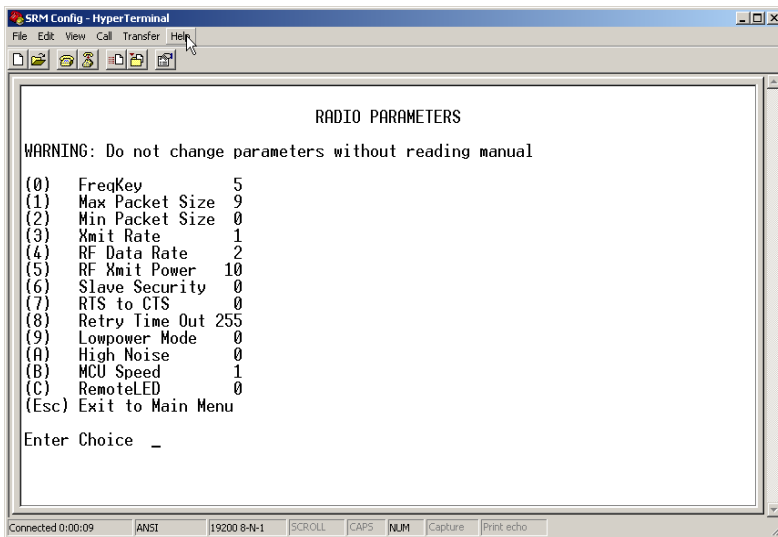 SRM Config - HyperTerminal
File Edit View Call Transfer Help
RADIO PARAMETERS
WARNING: Do not change parameters without reading manual
(0) FreqKey 5
(1) Max Packet Size 9
(2) Min Packet Size 0
(3) Xmit Rate 1
(4) RF Data Rate 2
(5) RF Xmit Power 10
(6) Slave Security 0
(7) RTS to CTS 0
(8) Retry Time Out 255
(9) Lowpower Mode 0
(A) High Noise 0
(B) MCU Speed 1
(C) RemoteLED 0
(Esc) Exit to Main Menu
Enter Choice _
Connected 0:00:09 ANSI 19200 8-N-1 SCROLL CAPS NUM Capture Print echo